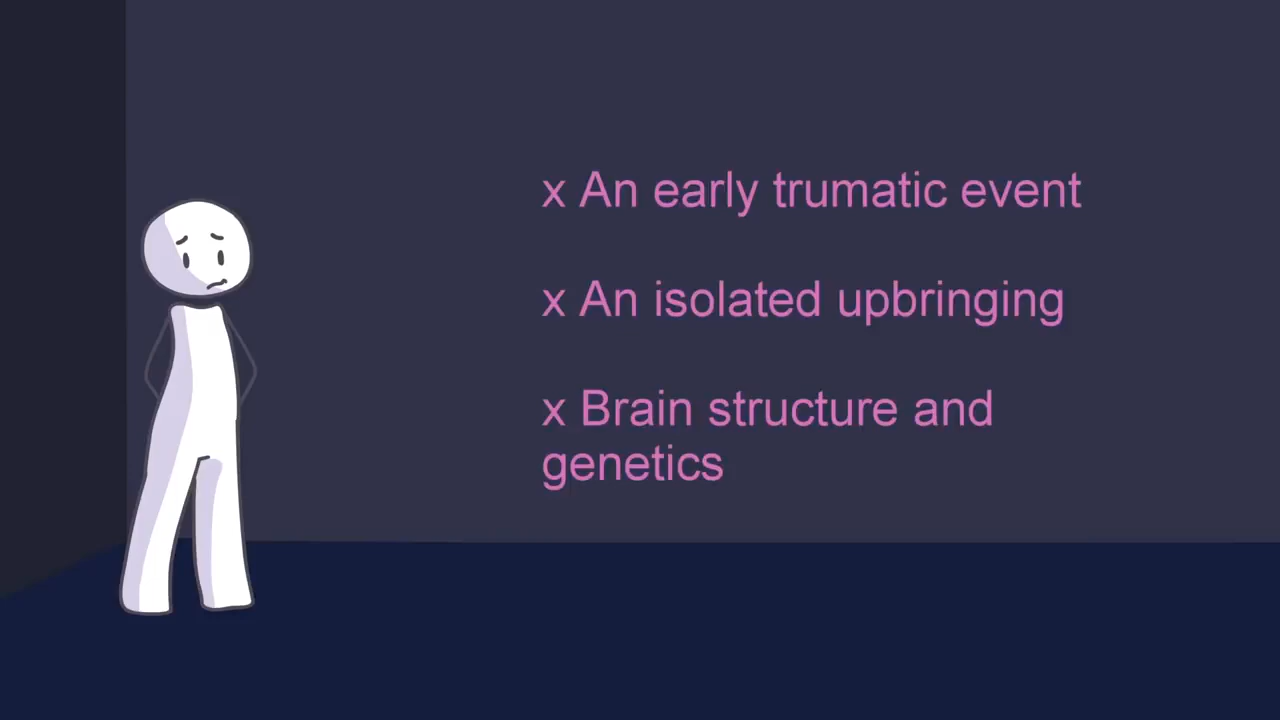 x An early trumatic event
x An isolated upbringing
x Brain structure and
genetics